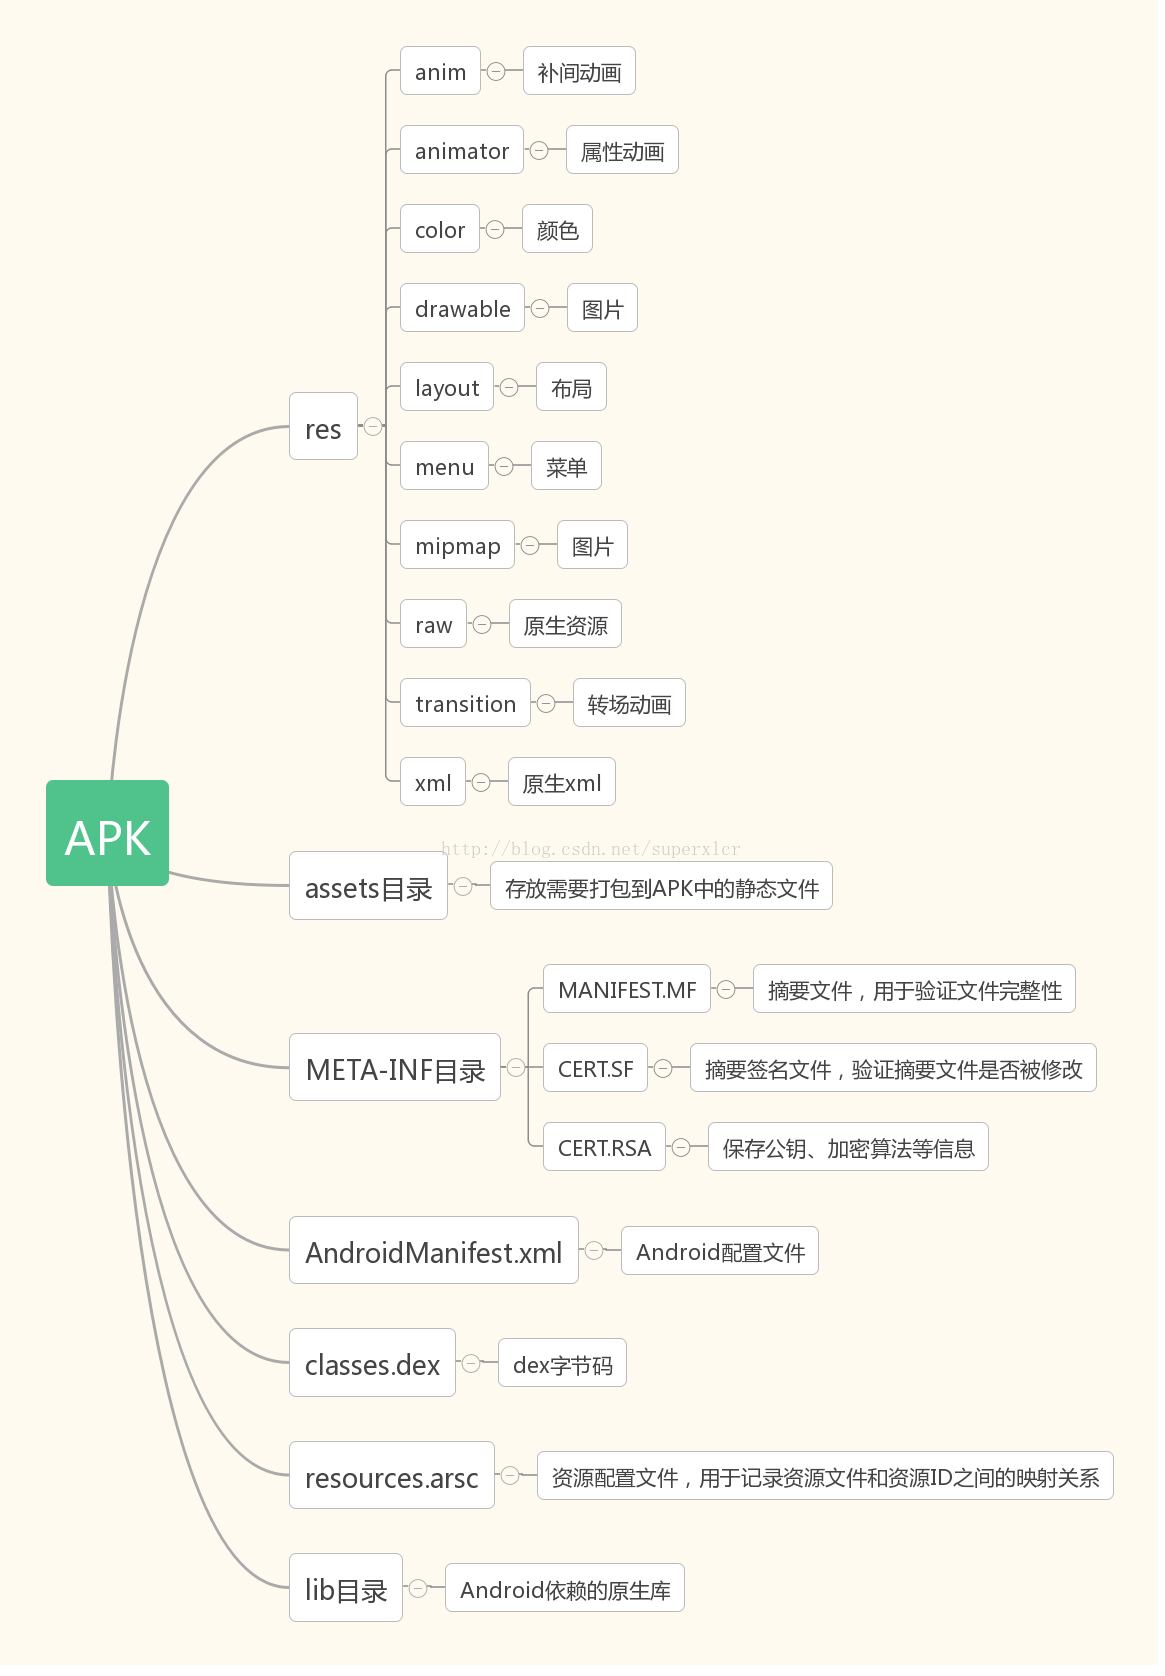 anim
补间动画
animator
属性动画
color
颜色
drawable
图片
layout
布局
res
menu
菜单
mipmap
图片
raw
原生资源
transition
转场动画
xml
原生xml
APK
http://blog.csdn.net/superxlcr
assets目录
存放需要打包到APK中的静态文件
MANIFEST.MF
摘要文件，用于验证文件完整性
META-INF目录
CERT.SF
摘要签名文件，验证摘要文件是否被修改
CERT.RSA
保存公钥、加密算法等信息
AndroidManifest.xml
Android配置文件
classes.dex
dex字节码
resources.arsc
资源配置文件，用于记录资源文件和资源ID之间的映射关系
lib目录
Android依赖的原生库